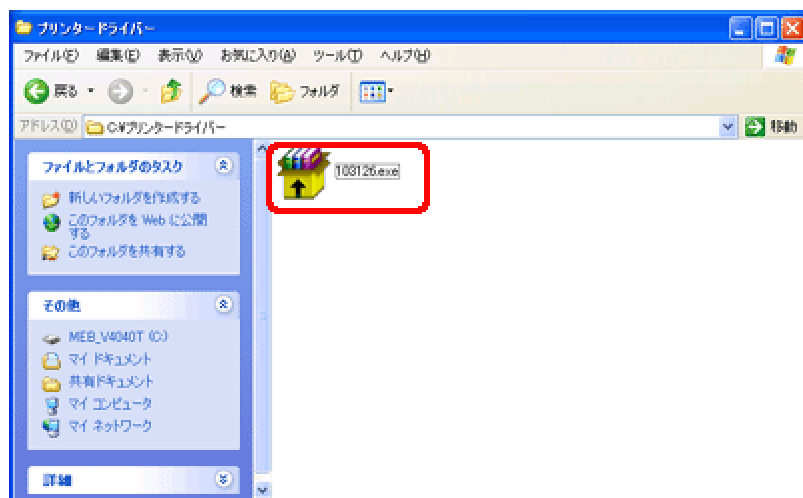 プリンタードライバー
ファイル(F) 編集(E) 表示(V) お気に入り(A) ツール(T) ヘルプ(H)
戻る 検索 フォルダ
アドレス(D) C:¥プリンタードライバー 移動
ファイルとフォルダのタスク
新しいフォルダを作成する
このフォルダを Web に公開
する
このフォルダを共有する
103126.exe
その他
MEB_V4040T (C:)
マイ ドキュメント
共有ドキュメント
マイ コンピュータ
マイ ネットワーク
詳細